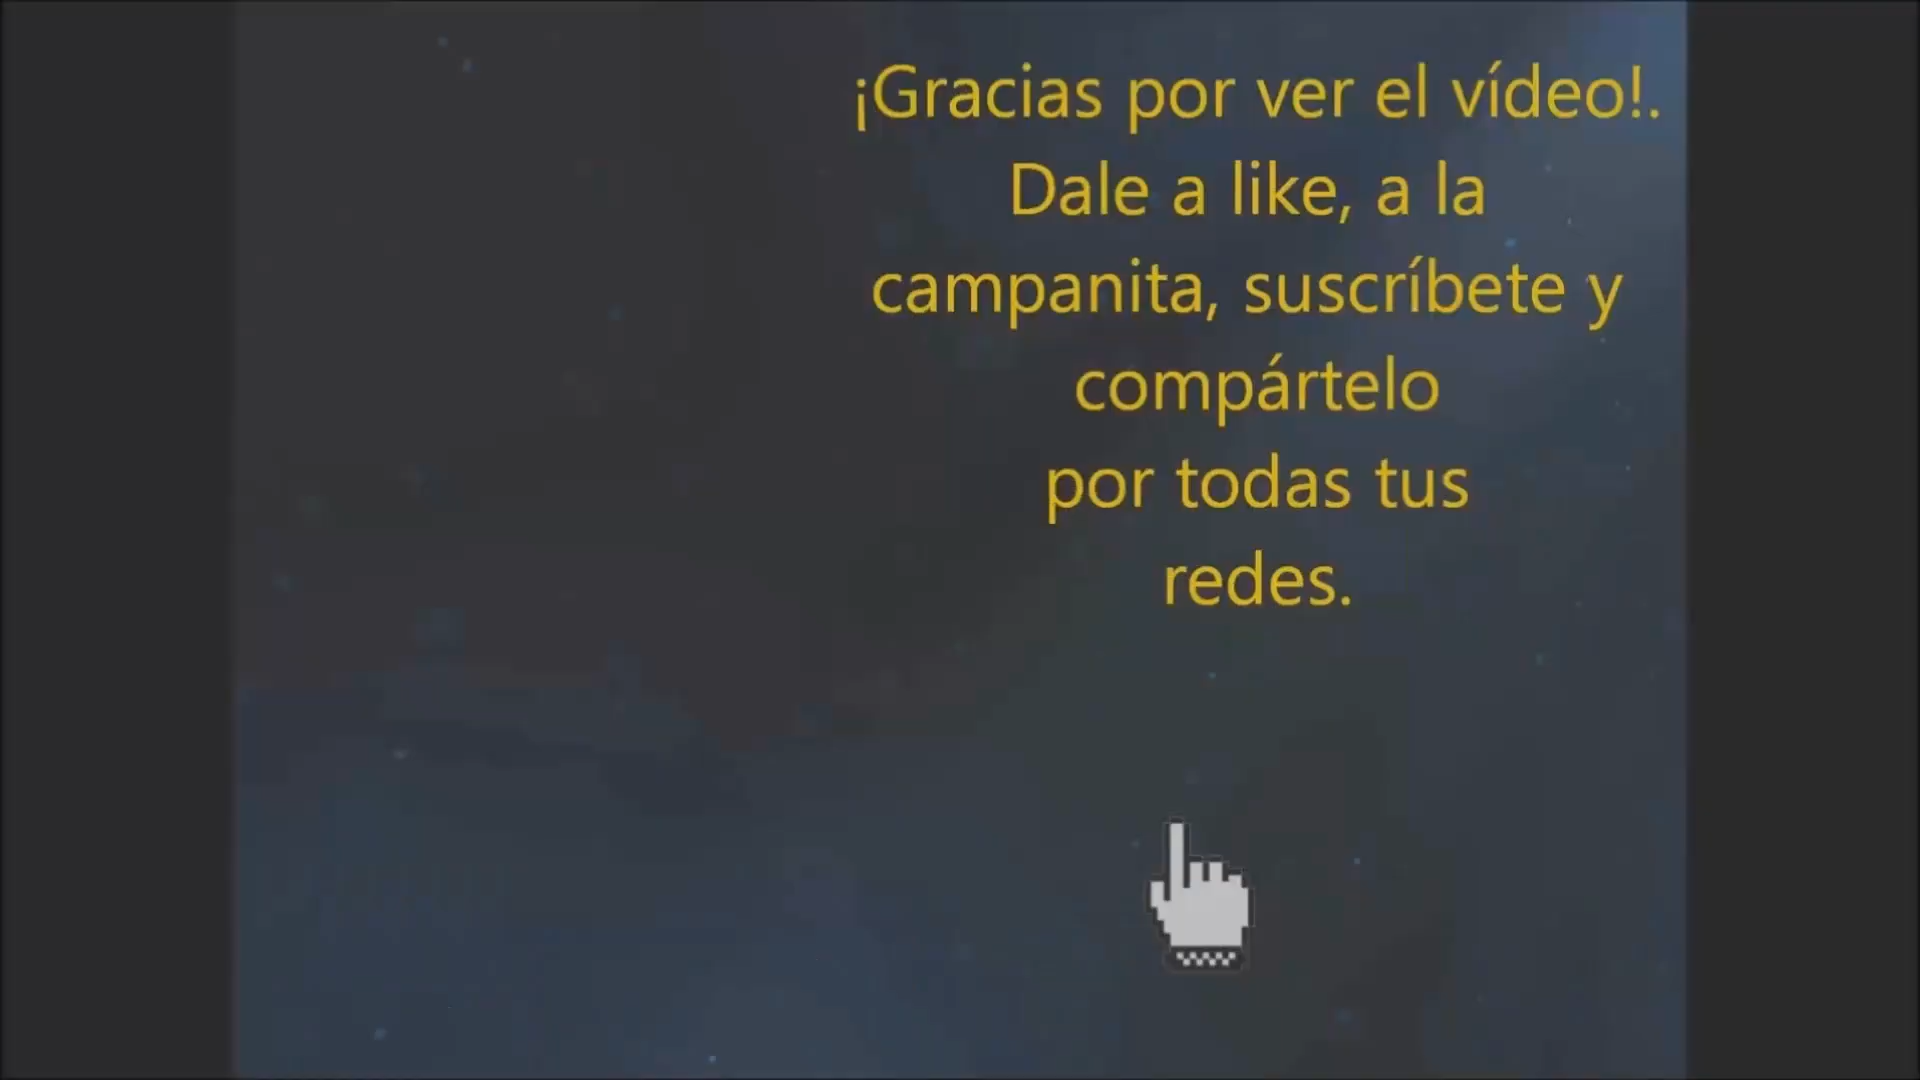 ¡Gracias por ver el vídeo!.
Dale a like, a la
campanita, suscríbete y
compártelo
por todas tus
redes.